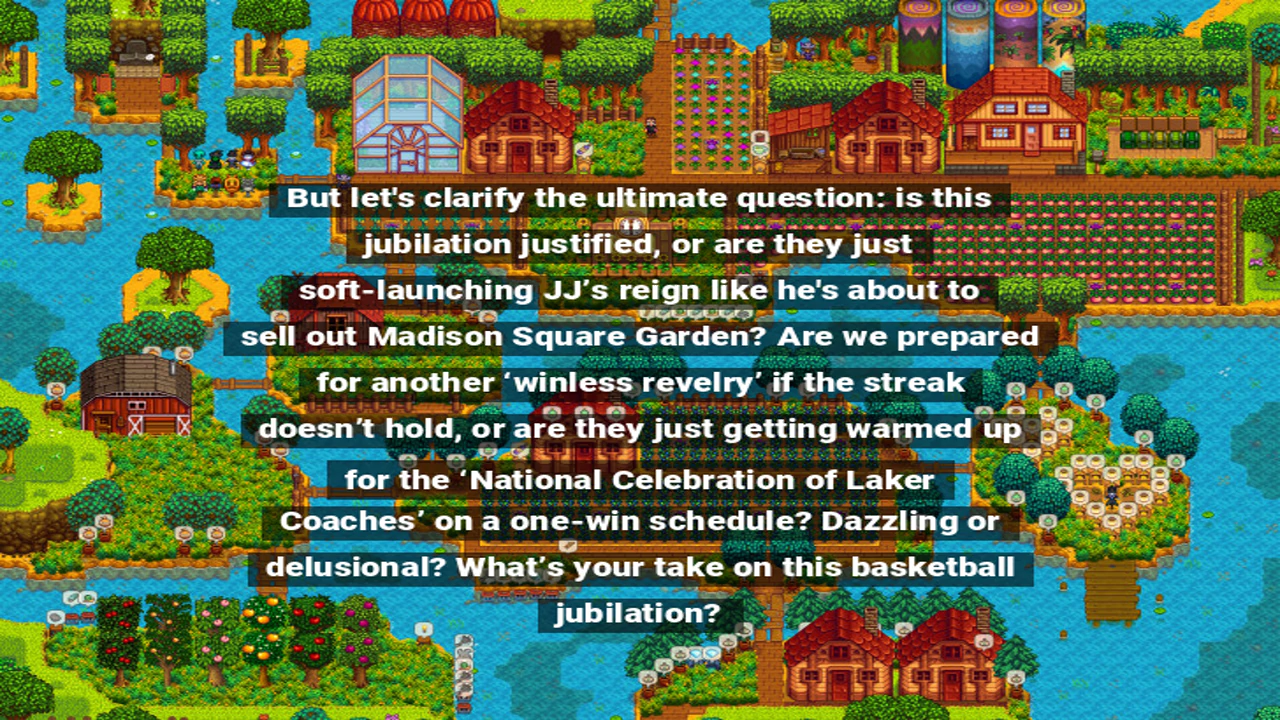 But let's clarify the ultimate question: is this
jubilation justified, or are they just
soft-launching JJ’s reign like he's about to
sell out Madison Square Garden? Are we prepared
for another ‘winless revelry’ if the streak
doesn’t hold, or are they just getting warmed up
for the ‘National Celebration of Laker
Coaches’ on a one-win schedule? Dazzling or
delusional? What’s your take on this basketball
jubilation?